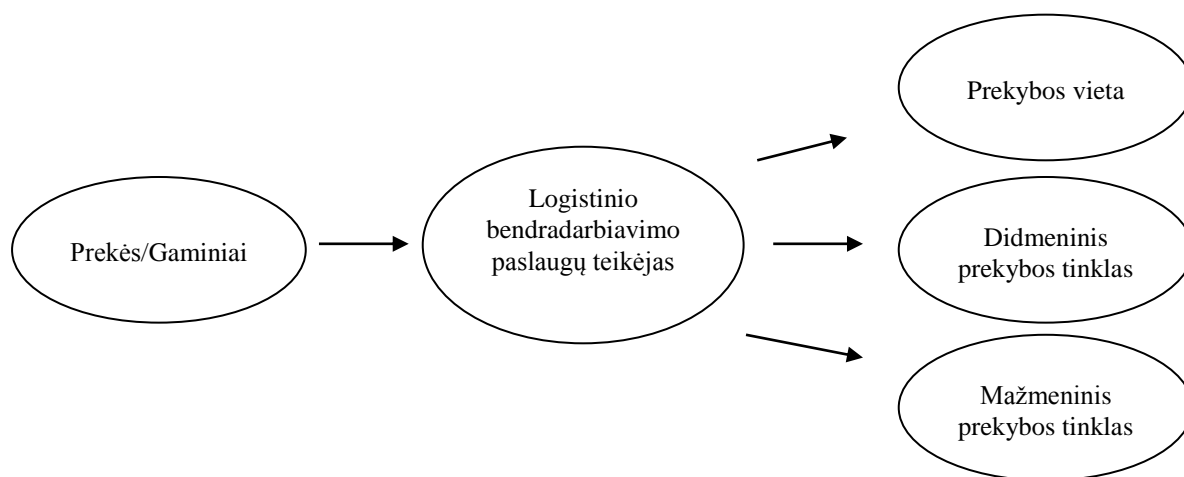 Prekės/Gaminiai
Logistinio
bendradarbiavimo
paslaugų teikėjas
Prekybos vieta
Didmeninis
prekybos tinklas
Mažmeninis
prekybos tinklas